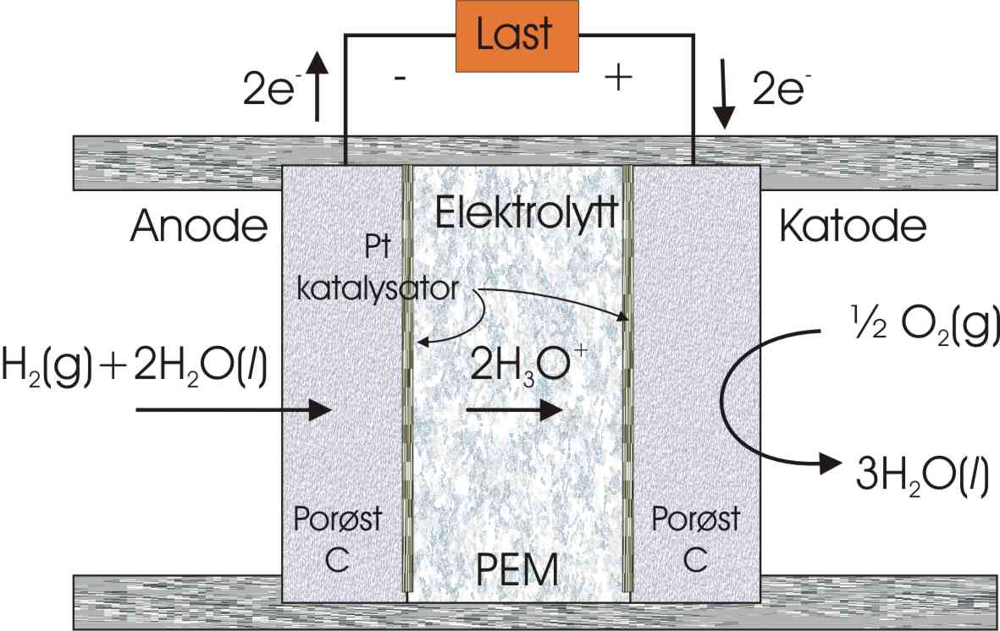 Last
2e⁻
-
+
2e⁻
Anode
Elektrolytt
Katode
Pt
katalysator
½ O₂(g)
H₂(g)+2H₂O(l)
2H₃O⁺
3H₂O(l)
Porøst
C
PEM
Porøst
C